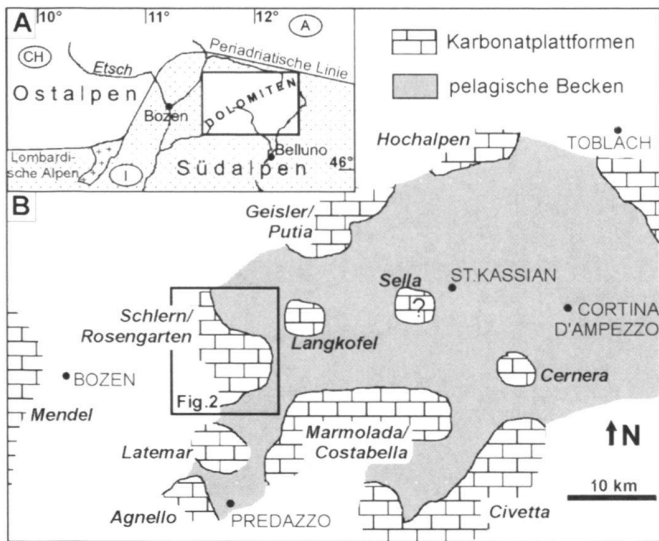 A
10°
11°
12°
A
CH
Etsch
Periadriatische Linie
Ostalpen
Bozen
DOLOMITEN
Lombardi-
sche Alpen
I
Belluno
46°
Südalpen
Karbonatplattformen
pelagische Becken
B
Hochalpen
TOBLACH
Geisler/
Putia
Sella
ST.KASSIAN
?
Schlern/
Rosengarten
Langkofel
CORTINA
D'AMPEZZO
BOZEN
Cernera
Mendel
Fig.2
Latemar
Marmolada/
Costabella
N
10 km
Agnello
PREDAZZO
Civetta